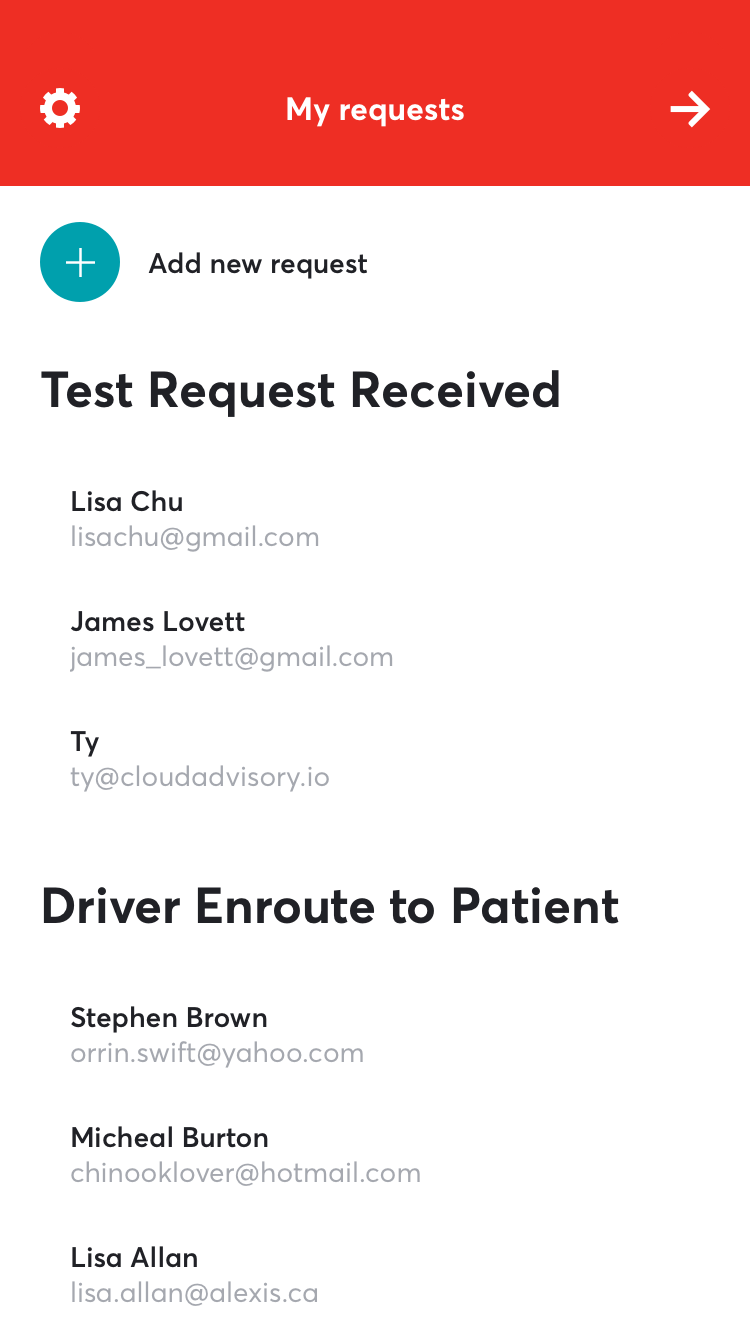 My requests
Add new request
Test Request Received
Lisa Chu
lisachu@gmail.com
James Lovett
james_lovett@gmail.com
Ty
ty@cloudadvisory.io
Driver Enroute to Patient
Stephen Brown
orrin.swift@yahoo.com
Micheal Burton
chinooklover@hotmail.com
Lisa Allan
lisa.allan@alexis.ca